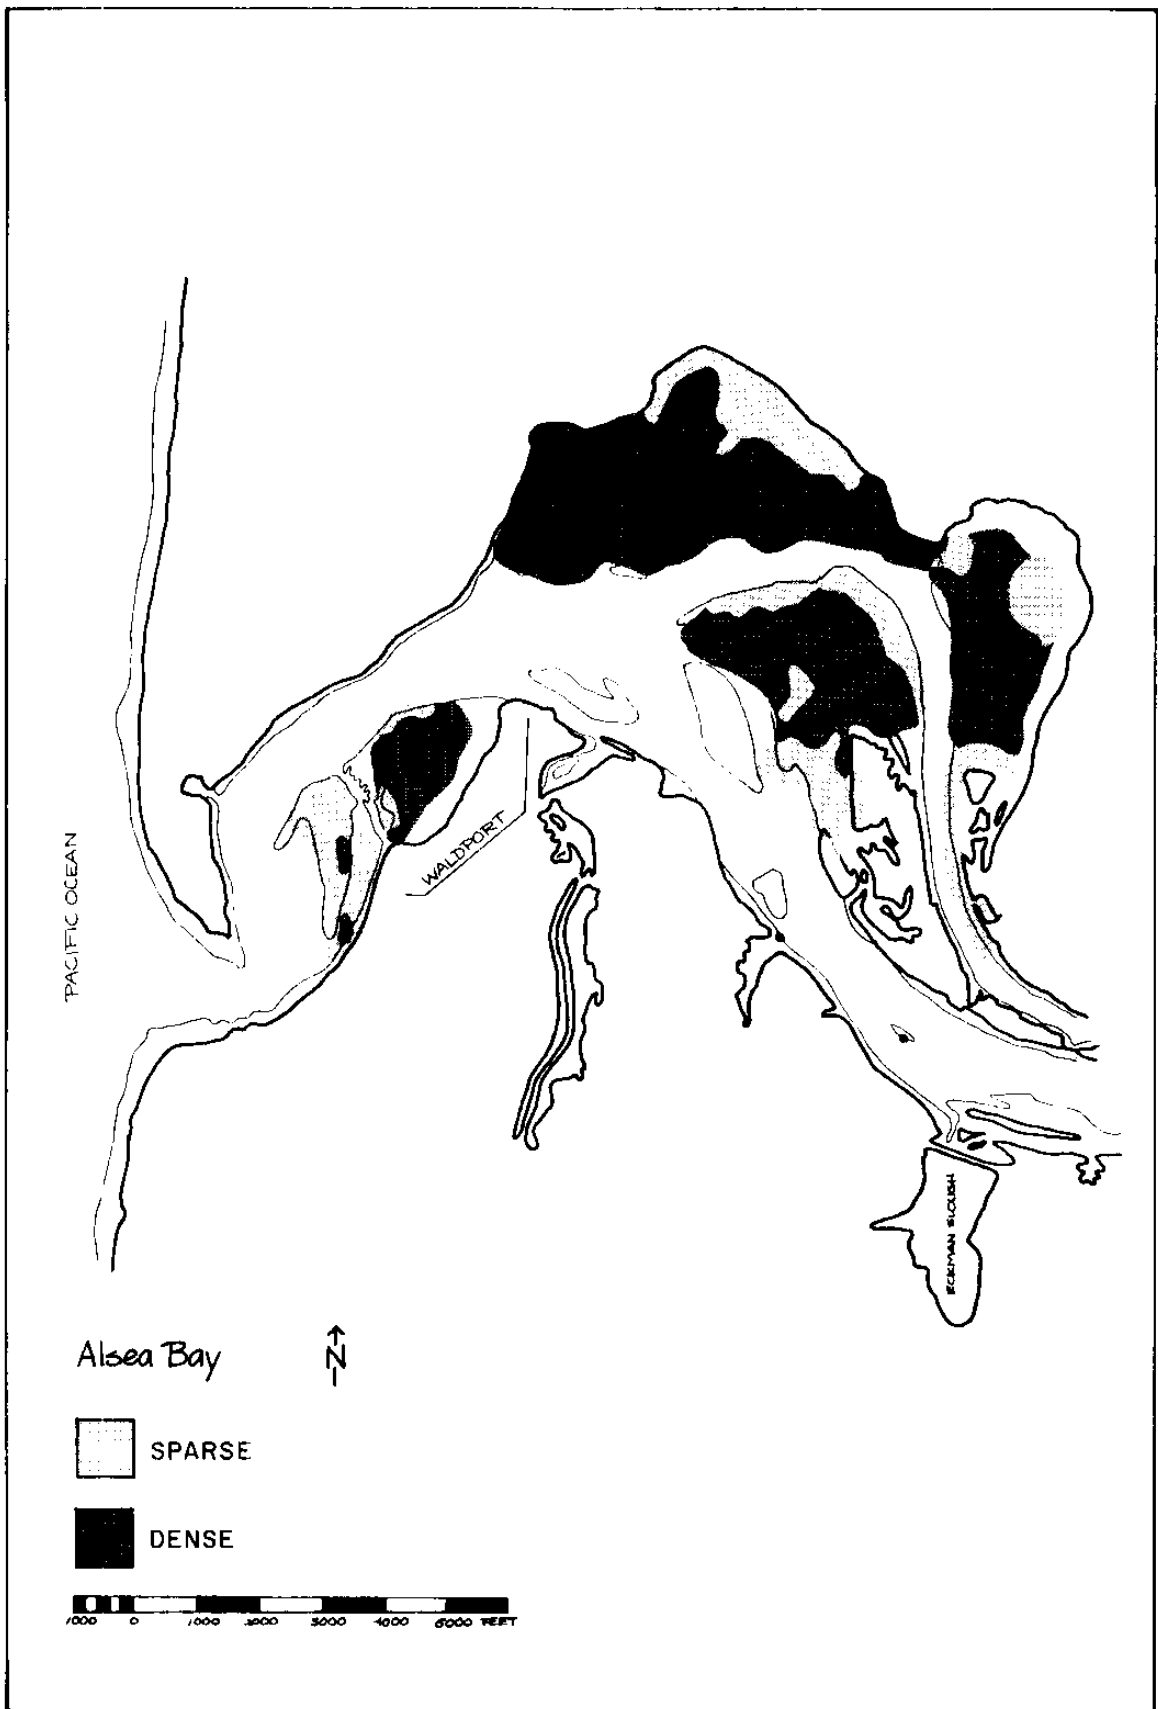 PACIFIC OCEAN
WALDPORT
ECKMAN SLOUGH
Alsea Bay
N
SPARSE
DENSE
1000 0 1000 2000 3000 4000 5000 FEET